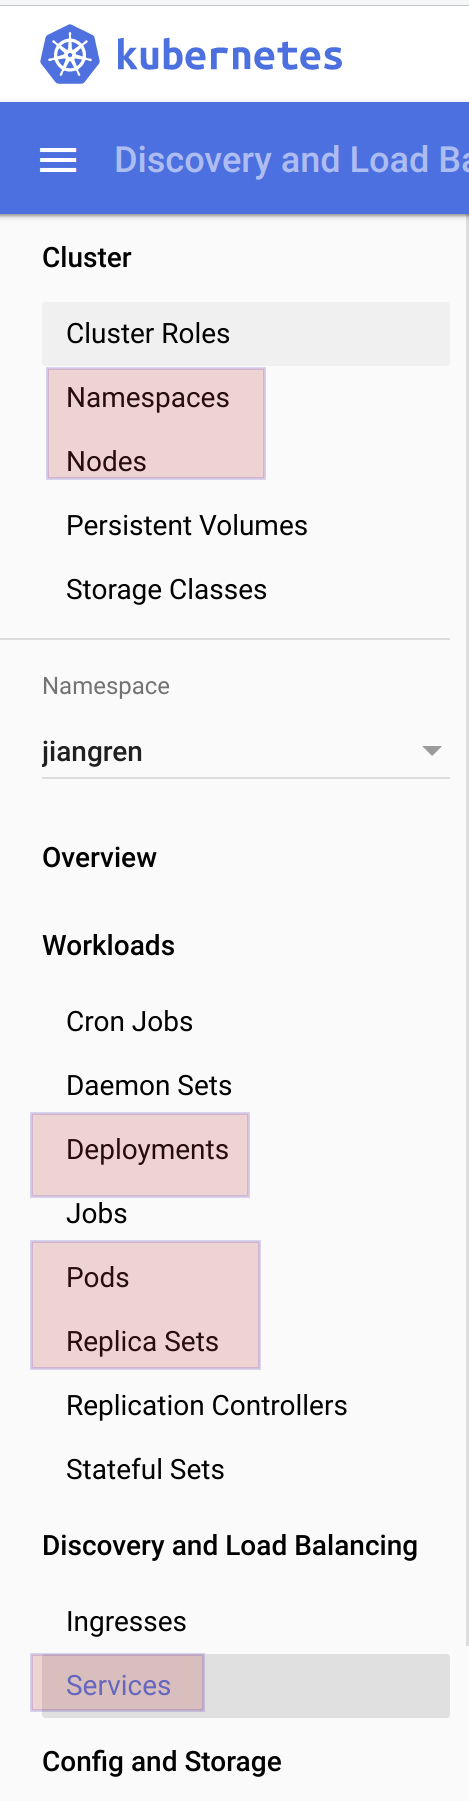 kubernetes
Discovery and Load Ba
Cluster
Cluster Roles
Namespaces
Nodes
Persistent Volumes
Storage Classes
Namespace
jiangren
Overview
Workloads
Cron Jobs
Daemon Sets
Deployments
Jobs
Pods
Replica Sets
Replication Controllers
Stateful Sets
Discovery and Load Balancing
Ingresses
Services
Config and Storage